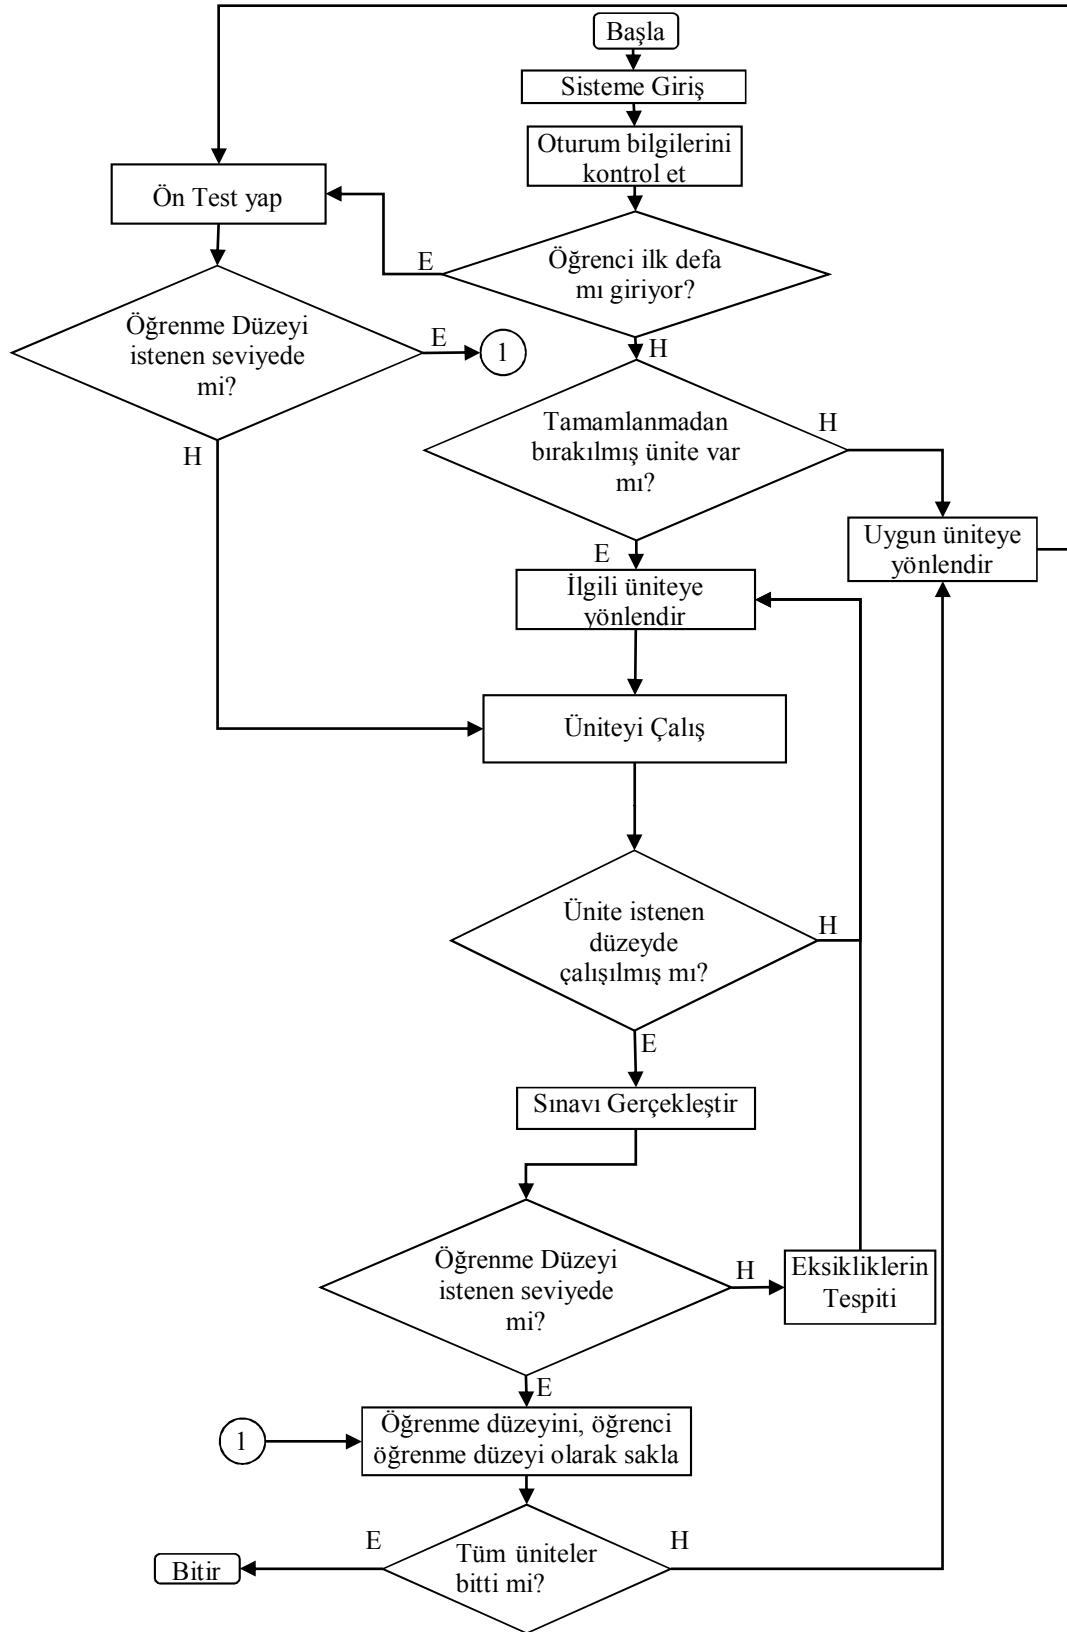 Başla
Sisteme Giriş
Oturum bilgilerini
kontrol et
Ön Test yap
E
Öğrenci ilk defa
mı giriyor?
H
Öğrenme Düzeyi
istenen seviyede
mi?
E
1
H
Tamamlanmadan
bırakılmış ünite var
mı?
H
E
Uygun üniteye
yönlendir
İlgili üniteye
yönlendir
Üniteyi Çalış
Ünite istenen
düzeyde
çalışılmış mı?
H
E
Sınavı Gerçekleştir
Öğrenme Düzeyi
istenen seviyede
mi?
H
Eksikliklerin
Tespiti
E
1
Öğrenme düzeyini, öğrenci
öğrenme düzeyi olarak sakla
E
Tüm üniteler
bitti mi?
H
Bitir